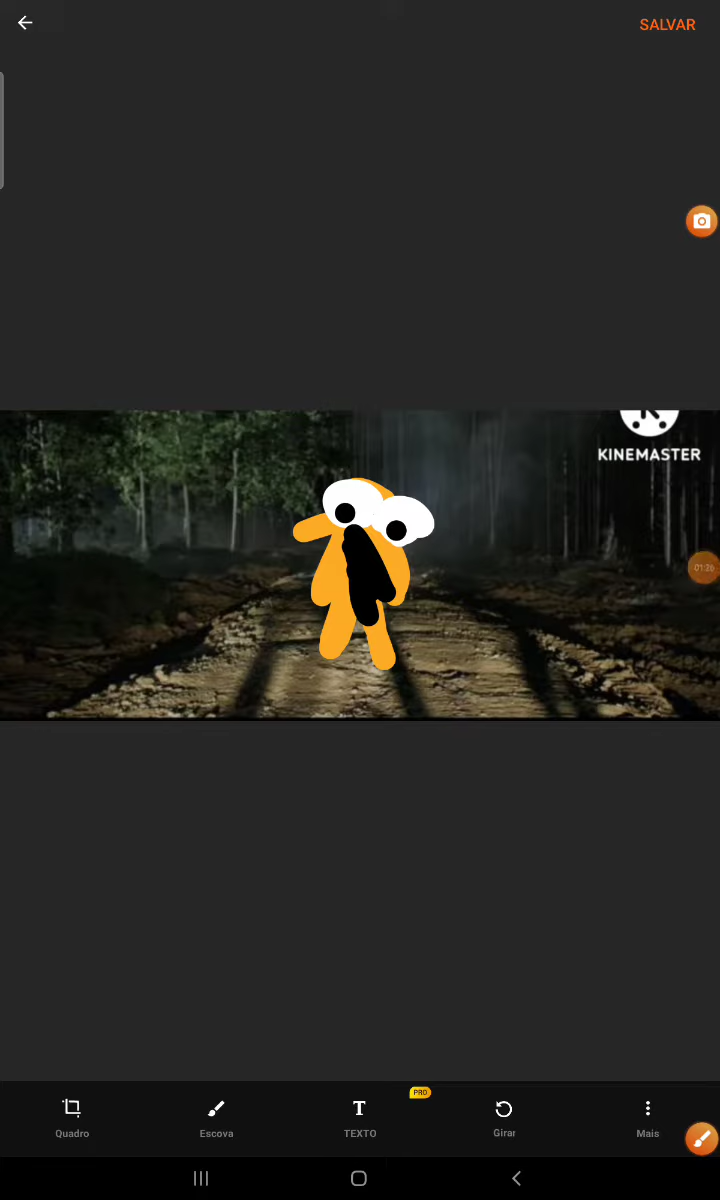 SALVAR
KINEMASTER
01:26
PRO
Quadro
Escova
T
TEXTO
Girar
Mais